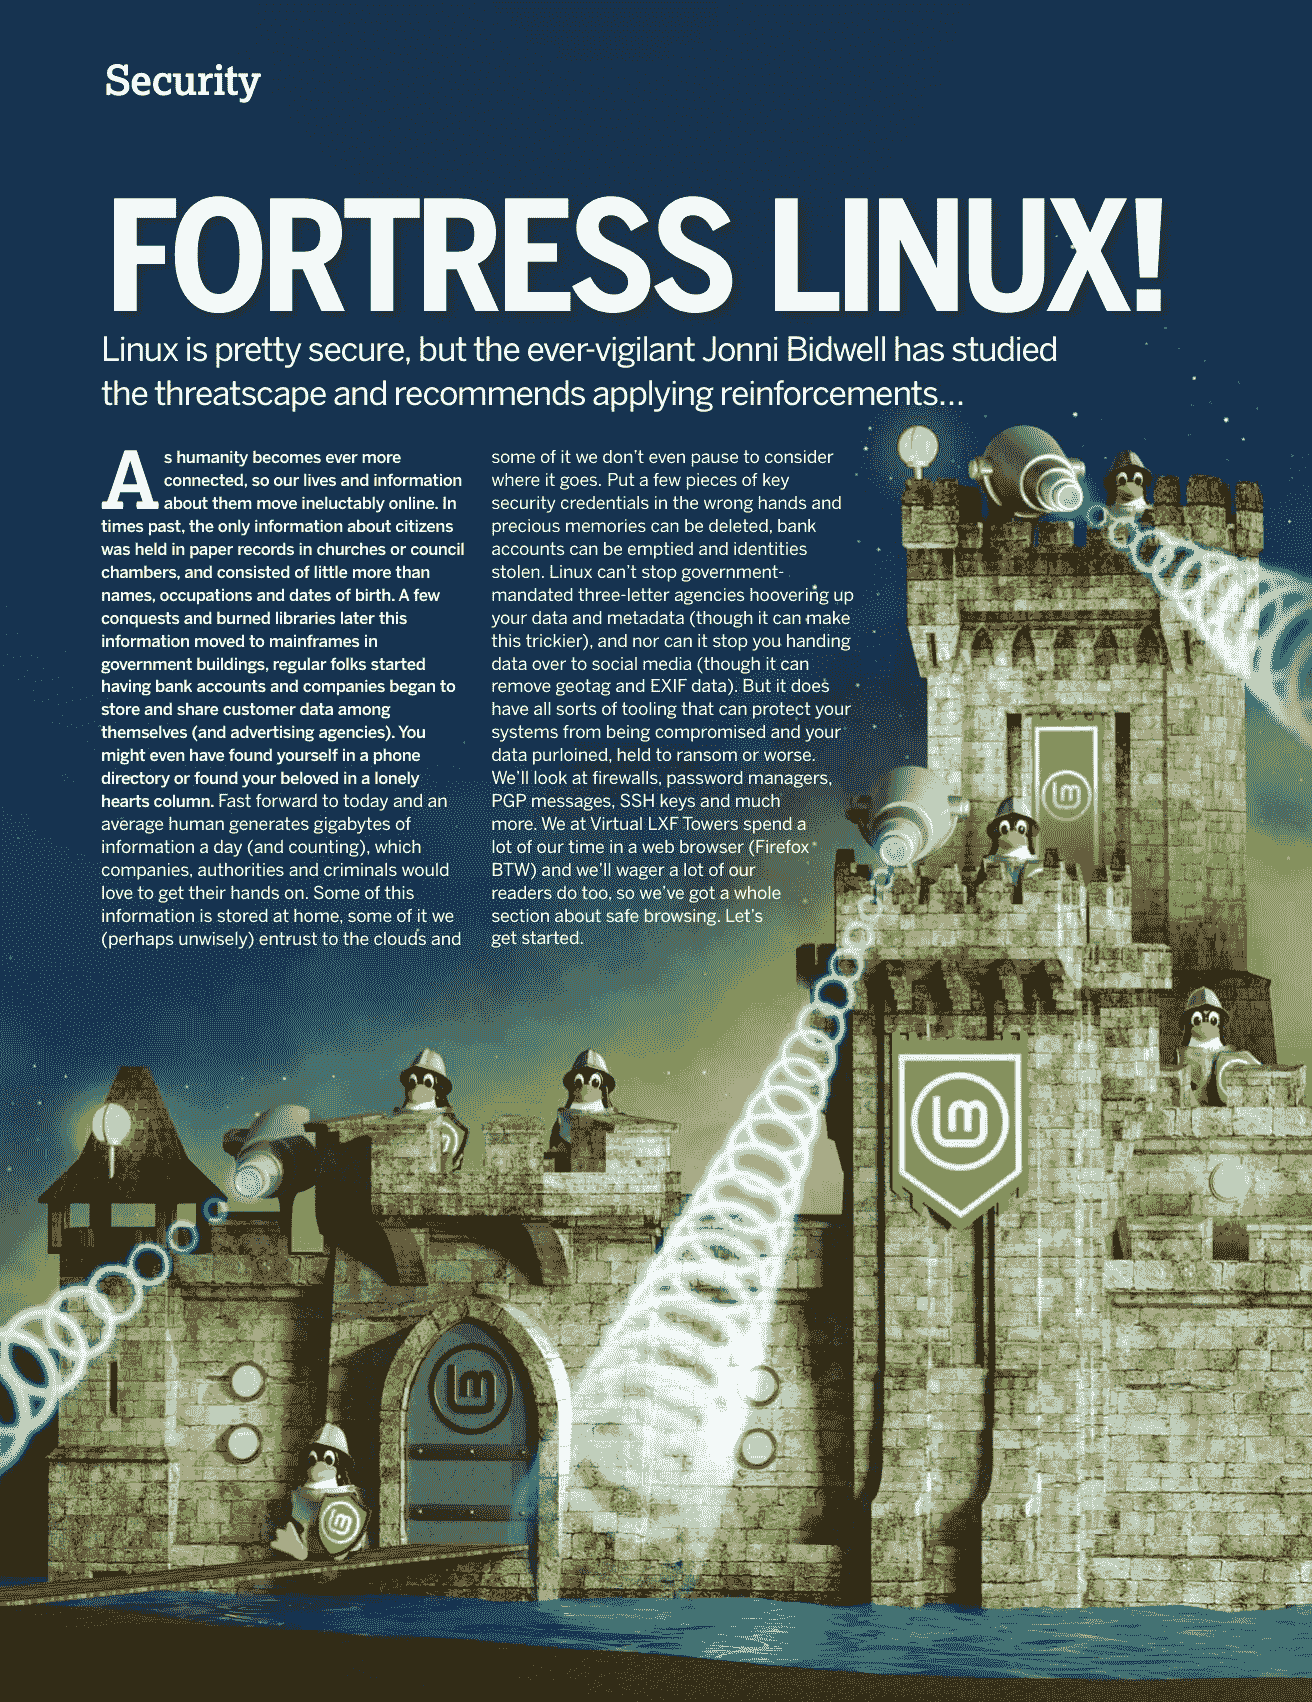 Security
FORTRESS LINUX!
Linux is pretty secure, but the ever-vigilant Jonni Bidwell has studied
the threatscape and recommends applying reinforcements...
As humanity becomes ever more
connected, so our lives and information
about them move ineluctably online. In
times past, the only information about citizens
was held in paper records in churches or council
chambers, and consisted of little more than
names, occupations and dates of birth. A few
conquests and burned libraries later this
information moved to mainframes in
government buildings, regular folks started
having bank accounts and companies began to
store and share customer data among
themselves (and advertising agencies). You
might even have found yourself in a phone
directory or found your beloved in a lonely
hearts column. Fast forward to today and an
average human generates gigabytes of
information a day (and counting), which
companies, authorities and criminals would
love to get their hands on. Some of this
information is stored at home, some of it we
(perhaps unwisely) entrust to the clouds and
some of it we don't even pause to consider
where it goes. Put a few pieces of key
security credentials in the wrong hands and
precious memories can be deleted, bank
accounts can be emptied and identities
stolen. Linux can't stop government-
mandated three-letter agencies hoovering up
your data and metadata (though it can make
this trickier), and nor can it stop you handing
data over to social media (though it can
remove geotag and EXIF data). But it does
have all sorts of tooling that can protect your
systems from being compromised and your
data purloined, held to ransom or worse.
We'll look at firewalls, password managers,
PGP messages, SSH keys and much
more. We at Virtual LXF Towers spend a
lot of our time in a web browser (Firefox
BTW) and we'll wager a lot of our
readers do too, so we've got a whole
section about safe browsing. Let's
get started.